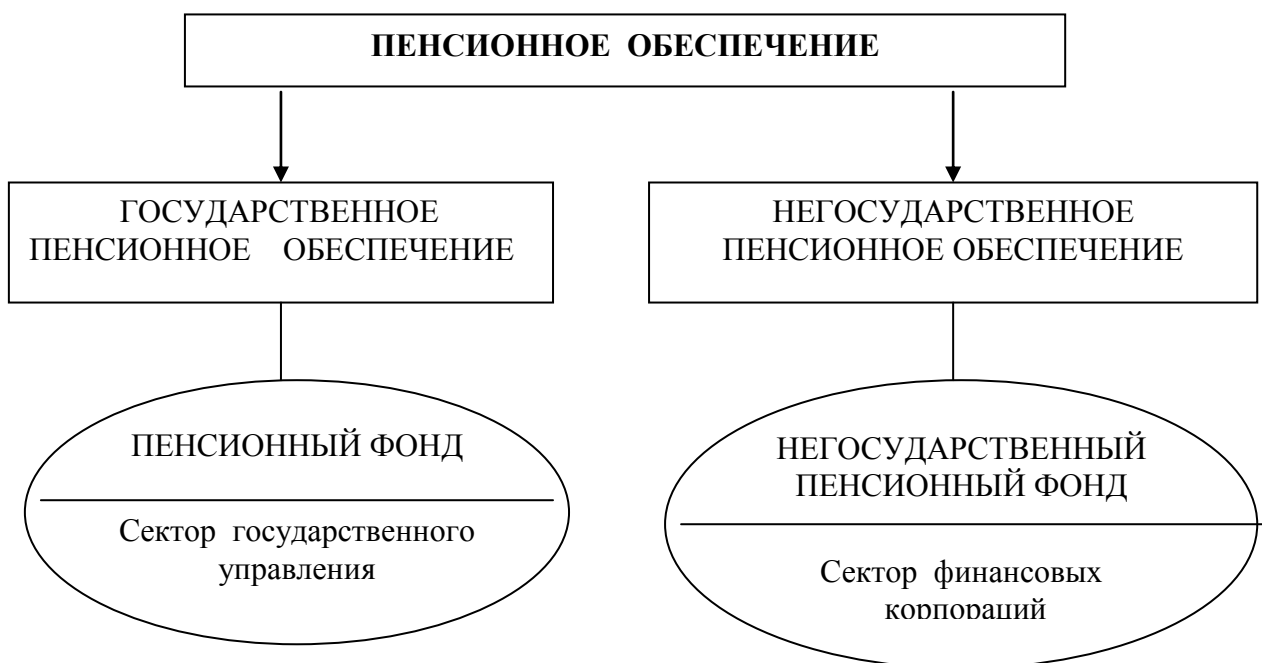 ПЕНСИОННОЕ ОБЕСПЕЧЕНИЕ
ГОСУДАРСТВЕННОЕ
ПЕНСИОННОЕ ОБЕСПЕЧЕНИЕ
НЕГОСУДАРСТВЕННОЕ
ПЕНСИОННОЕ ОБЕСПЕЧЕНИЕ
ПЕНСИОННЫЙ ФОНД
Сектор государственного
управления
НЕГОСУДАРСТВЕННЫЙ
ПЕНСИОННЫЙ ФОНД
Сектор финансовых
корпораций